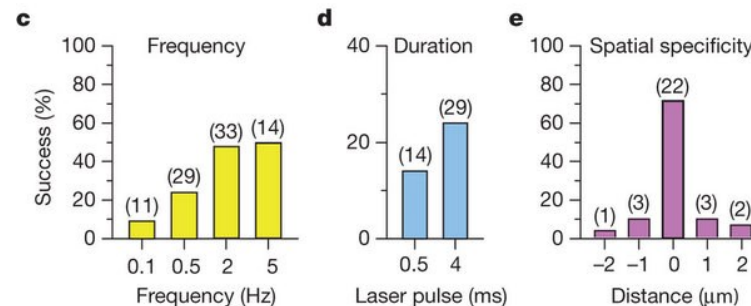 c
Frequency
Success (%)
100
80
60
40
20
0
(11)
(29)
(33)
(14)
0.1 0.5 2 5
Frequency (Hz)
d
Duration
40
20
0
(14)
(29)
0.5 4
Laser pulse (ms)
e
Spatial specificity
100
80
60
40
20
0
(1)
(3)
(22)
(3)
(2)
–2 –1 0 1 2
Distance (μm)